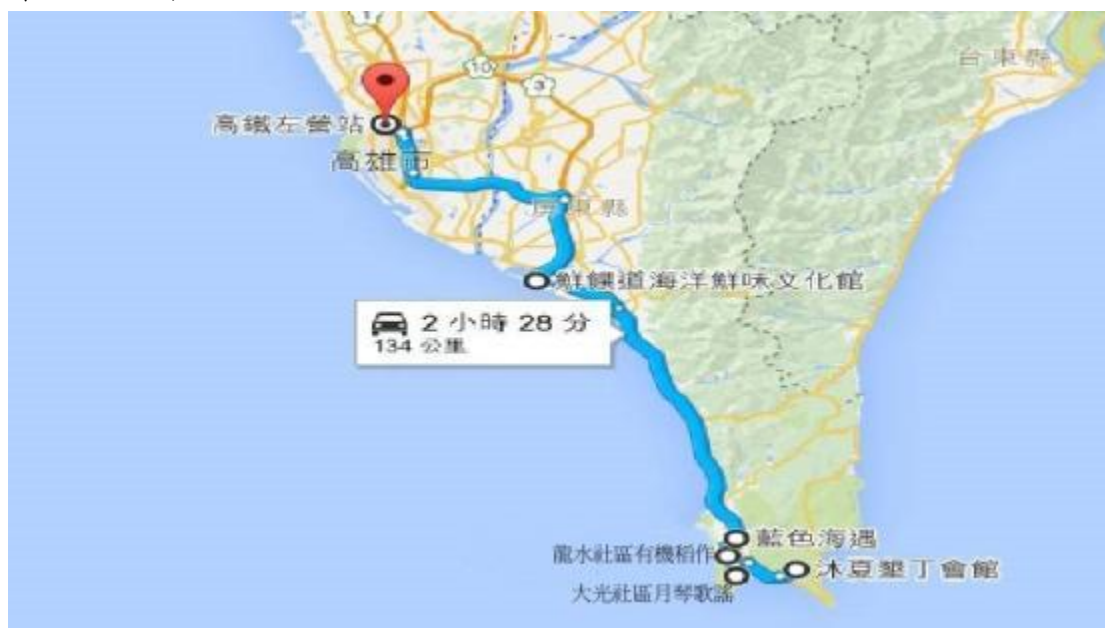 1
10
3
台東縣
高鐵左營站
高雄市
屏東縣
鮮饌道海洋鮮味文化館
2 小時 28 分
134 公里
藍色海遇
龍水社區有機稻作
沐夏墾丁會館
大光社區月琴歌謠